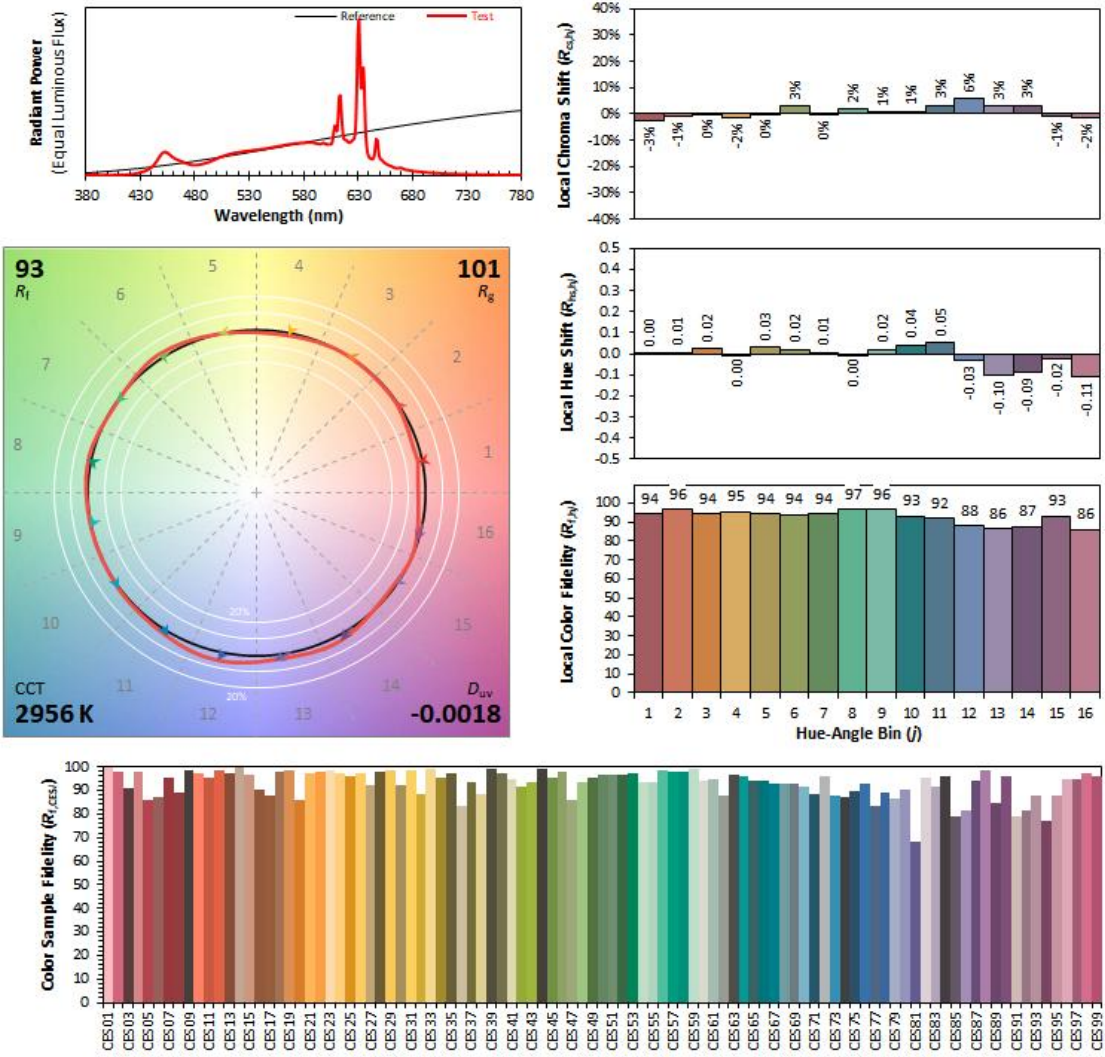 Reference
Test
Radiant Power
(Equal Luminous Flux)
380 430 480 530 580 630 680 730 780
Wavelength (nm)
Local Chroma Shift (Rcs,hj)
40%
30%
20%
10%
0%
-10%
-20%
-30%
-40%
-3% -1% 0% -2% 0% 3% 0% 2% 1% 1% 3% 6% 3% 3% -1% -2%
93
Rf
101
Rg
5 4
6 3
7 2
8 1
9 16
10 15
11 14
12 13
20%
20%
CCT
2956 K
Duv
-0.0018
Local Hue Shift (Rhs,hj)
0.5
0.4
0.3
0.2
0.1
0.0
-0.1
-0.2
-0.3
-0.4
-0.5
0.00 0.01 0.02 0.00 0.03 0.02 0.01 0.00 0.02 0.04 0.05 -0.03 -0.10 -0.09 -0.02 -0.11
Local Color Fidelity (Rf,hj)
100
90
80
70
60
50
40
30
20
10
0
94 96 94 95 94 94 94 97 96 93 92 88 86 87 93 86
1 2 3 4 5 6 7 8 9 10 11 12 13 14 15 16
Hue-Angle Bin (j)
Color Sample Fidelity (Rf,CESi)
100
90
80
70
60
50
40
30
20
10
0
CES01 CES03 CES05 CES07 CES09 CES11 CES13 CES15 CES17 CES19 CES21 CES23 CES25 CES27 CES29 CES31 CES33 CES35 CES37 CES39 CES41 CES43 CES45 CES47 CES49 CES51 CES53 CES55 CES57 CES59 CES61 CES63 CES65 CES67 CES69 CES71 CES73 CES75 CES77 CES79 CES81 CES83 CES85 CES87 CES89 CES91 CES93 CES95 CES97 CES99